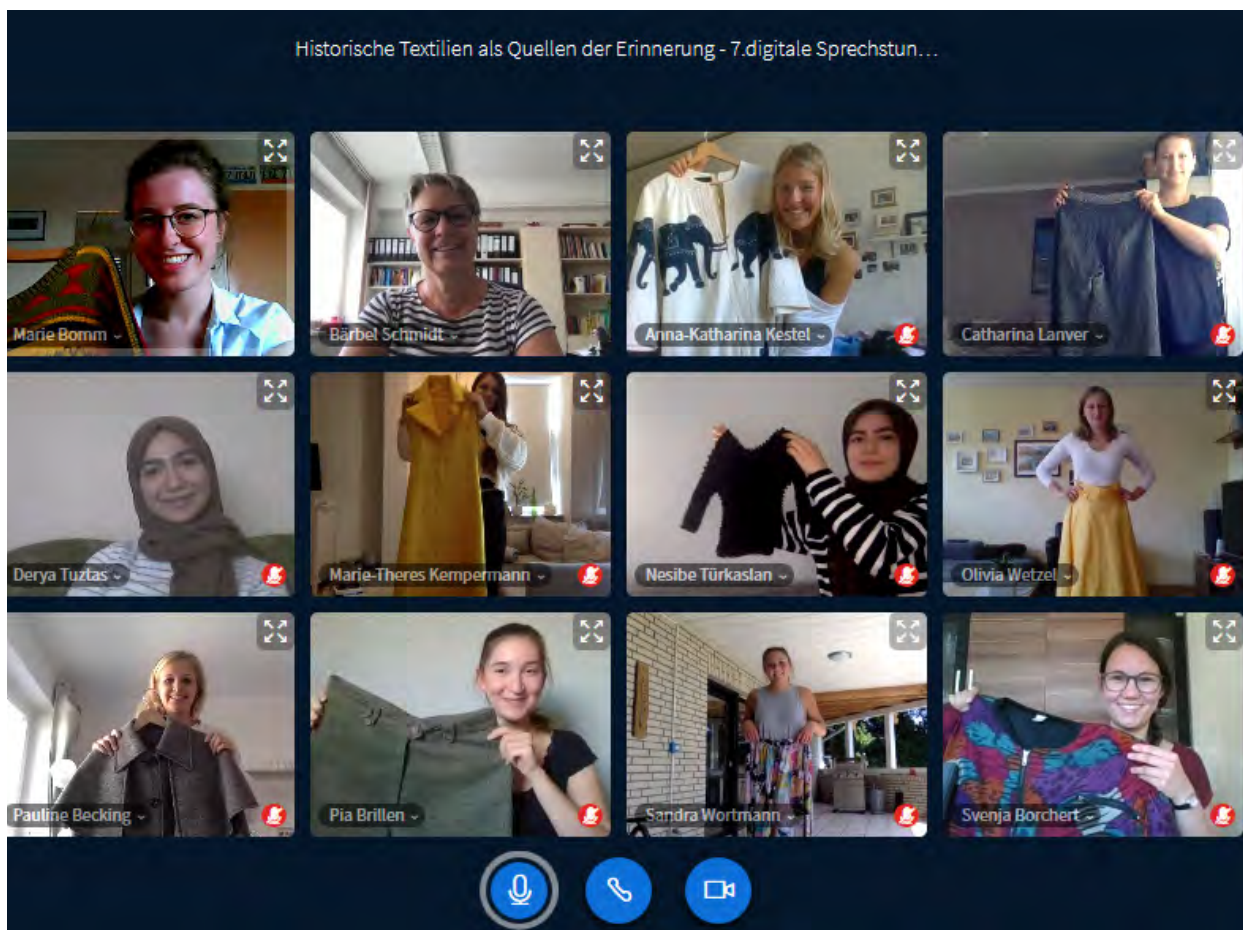 Historische Textilien als Quellen der Erinnerung - 7.digitale Sprechstun…
Marie Bomm
Bärbel Schmidt
Anna-Katharina Kestel
Catharina Lanver
Derya Tuztas
Marie-Theres Kempermann
Nesibe Türkaslan
Olivia Wetzel
Pauline Becking
Pia Brillen
Sandra Wortmann
Svenja Borchert